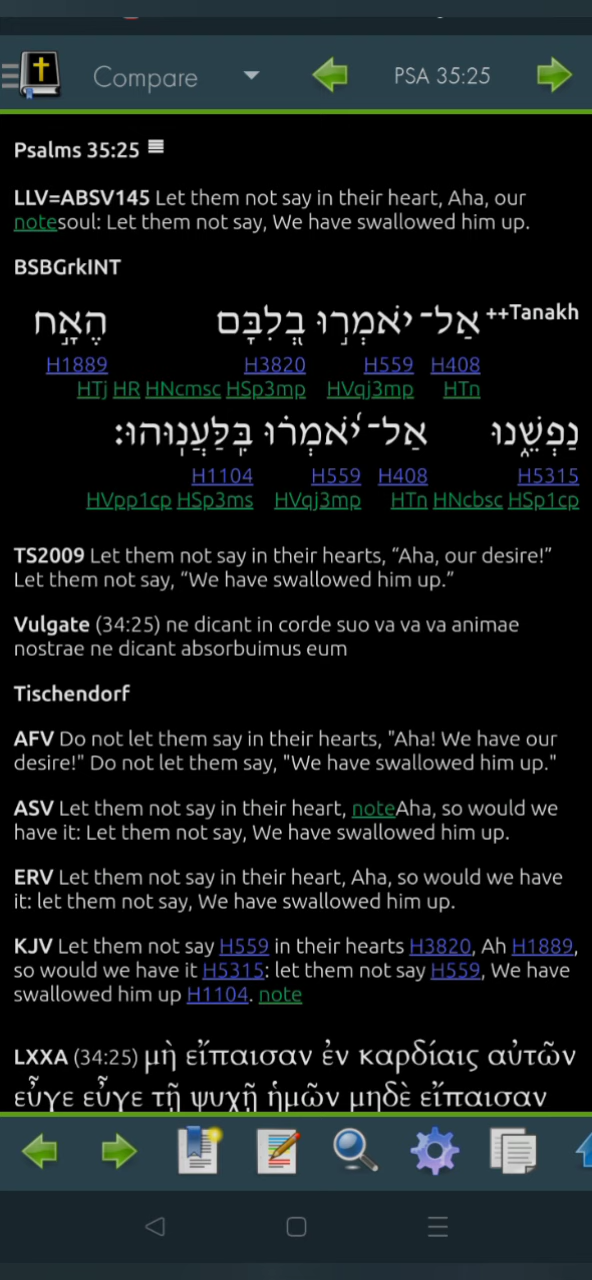 Compare
PSA 35:25
Psalms 35:25
LLV=ABSV145 Let them not say in their heart, Aha, our
notesoul: Let them not say, We have swallowed him up.
BSBGrkINT
++Tanakh אַל־ יֹאמְר֣וּ בְ֭לִבָּם הֶאָ֣ח
H1889 H3820 H559 H408
HTj HR HNcmsc HSp3mp HVqj3mp HTn
נַפְשֵׁ֑נוּ אַל־ יֹ֝אמְר֗וּ בִּֽלַּעֲנֽוּהוּ׃
H1104 H559 H408 H5315
HVpp1cp HSp3ms HVqj3mp HTn HNcbsc HSp1cp
TS2009 Let them not say in their hearts, “Aha, our desire!”
Let them not say, “We have swallowed him up.”
Vulgate (34:25) ne dicant in corde suo va va va animae
nostrae ne dicant absorbuimus eum
Tischendorf
AFV Do not let them say in their hearts, "Aha! We have our
desire!" Do not let them say, "We have swallowed him up."
ASV Let them not say in their heart, noteAha, so would we
have it: Let them not say, We have swallowed him up.
ERV Let them not say in their heart, Aha, so would we have
it: let them not say, We have swallowed him up.
KJV Let them not say H559 in their hearts H3820, Ah H1889,
so would we have it H5315: let them not say H559, We have
swallowed him up H1104. note
LXXA (34:25) μὴ εἴπαισαν ἐν καρδίαις αὐτῶν
εὖγε εὖγε τῇ ψυχῇ ἡμῶν μηδὲ εἴπαισαν